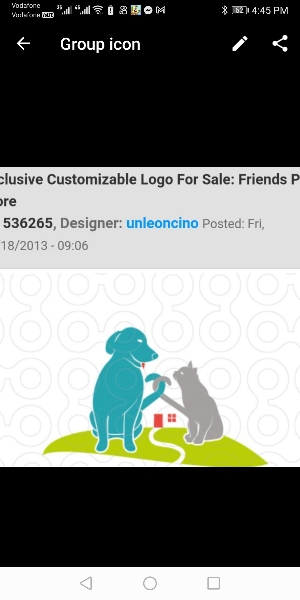 Vodafone
Vodafone
4:45 PM
Group icon
clusive Customizable Logo For Sale: Friends P
ore
536265, Designer: unleoncino Posted: Fri,
18/2013 - 09:06